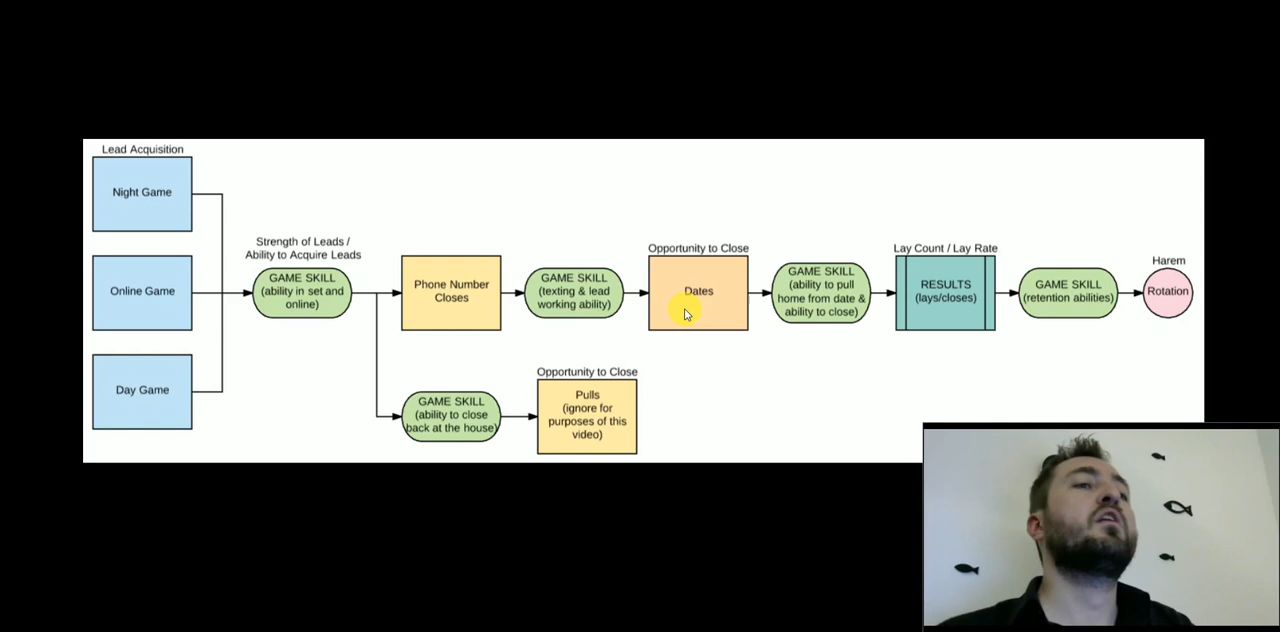 Lead Acquisition
Night Game
Online Game
Day Game
Strength of Leads /
Ability to Acquire Leads
GAME SKILL
(ability in set and
online)
Phone Number
Closes
GAME SKILL
(texting & lead
working ability)
Opportunity to Close
Dates
GAME SKILL
(ability to pull
home from date &
ability to close)
Lay Count / Lay Rate
RESULTS
(lays/closes)
GAME SKILL
(retention abilities)
Harem
Rotation
GAME SKILL
(ability to close
back at the house)
Opportunity to Close
Pulls
(ignore for
purposes of this
video)